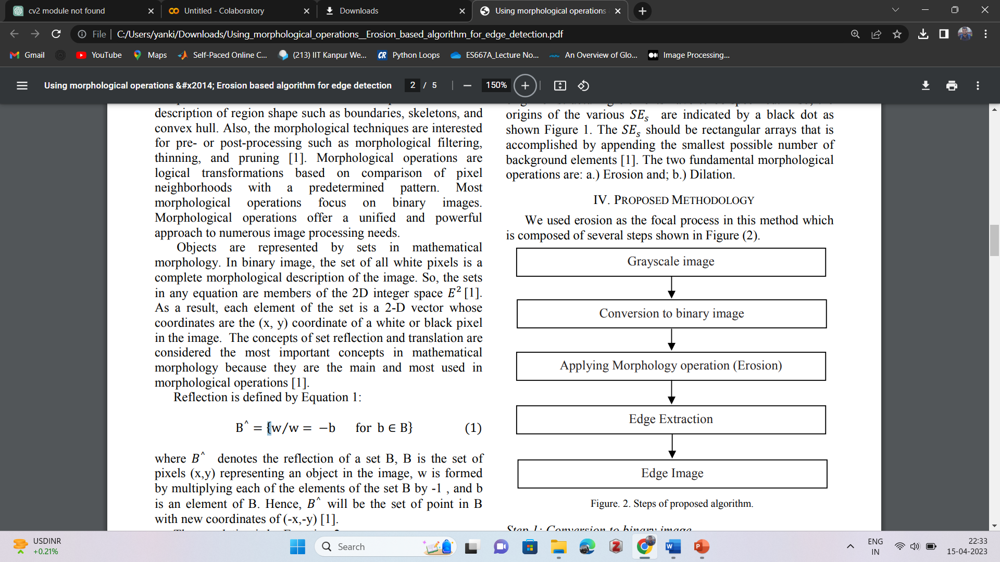 cv2 module not found
Untitled - Colaboratory
Downloads
Using morphological operations
File
C:/Users/yanki/Downloads/Using_morphological_operations__Erosion_based_algorithm_for_edge_detection.pdf
Gmail
YouTube
Maps
Self-Paced Online C...
(213) IIT Kanpur We...
CR Python Loops
ES667A_Lecture No...
An Overview of Glo...
Image Processing...
Using morphological operations &#x2014; Erosion based algorithm for edge detection
2 / 5
150%
description of region shape such as boundaries, skeletons, and
convex hull. Also, the morphological techniques are interested
for pre- or post-processing such as morphological filtering,
thinning, and pruning [1]. Morphological operations are
logical transformations based on comparison of pixel
neighborhoods with a predetermined pattern. Most
morphological operations focus on binary images.
Morphological operations offer a unified and powerful
approach to numerous image processing needs.
Objects are represented by sets in mathematical
morphology. In binary image, the set of all white pixels is a
complete morphological description of the image. So, the sets
in any equation are members of the 2D integer space E² [1].
As a result, each element of the set is a 2-D vector whose
coordinates are the (x, y) coordinate of a white or black pixel
in the image. The concepts of set reflection and translation are
considered the most important concepts in mathematical
morphology because they are the main and most used in
morphological operations [1].
Reflection is defined by Equation 1:
B^ = {w/w = −b for b ∈ B} (1)
where B^ denotes the reflection of a set B, B is the set of
pixels (x,y) representing an object in the image, w is formed
by multiplying each of the elements of the set B by -1 , and b
is an element of B. Hence, B^ will be the set of point in B
with new coordinates of (-x,-y) [1].
origins of the various SEs are indicated by a black dot as
shown Figure 1. The SEs should be rectangular arrays that is
accomplished by appending the smallest possible number of
background elements [1]. The two fundamental morphological
operations are: a.) Erosion and; b.) Dilation.
IV. PROPOSED METHODOLOGY
We used erosion as the focal process in this method which
is composed of several steps shown in Figure (2).
Grayscale image
Conversion to binary image
Applying Morphology operation (Erosion)
Edge Extraction
Edge Image
Figure. 2. Steps of proposed algorithm.
Step 1: Conversion to binary image
USDINR
+0.21%
Search
ENG
IN
22:33
15-04-2023